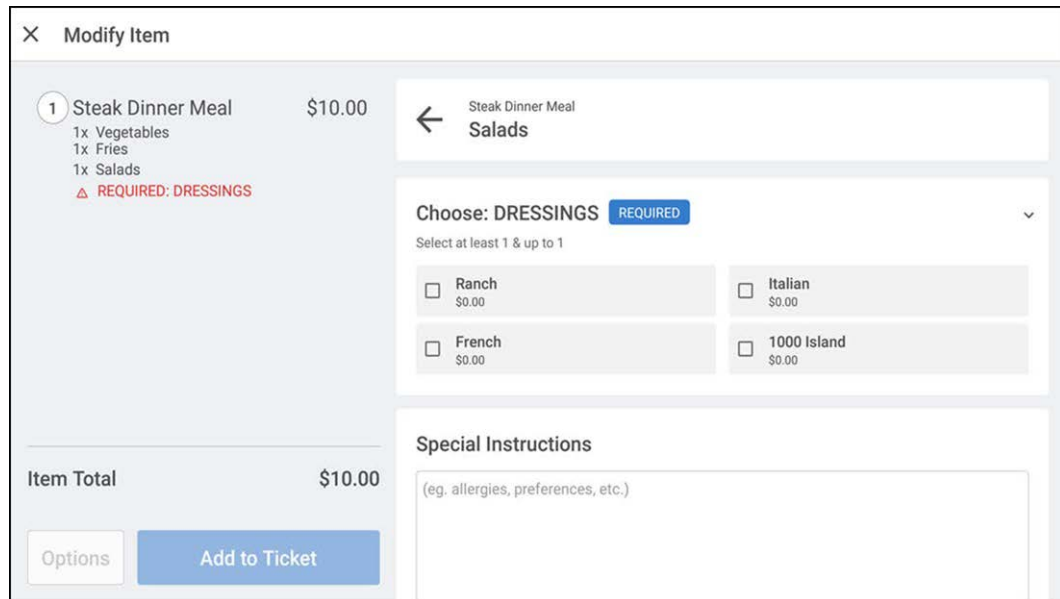 Modify Item
1 Steak Dinner Meal $10.00
1x Vegetables
1x Fries
1x Salads
REQUIRED: DRESSINGS
Item Total $10.00
Options
Add to Ticket
Steak Dinner Meal
Salads
Choose: DRESSINGS REQUIRED
Select at least 1 & up to 1
Ranch
$0.00
Italian
$0.00
French
$0.00
1000 Island
$0.00
Special Instructions
(eg. allergies, preferences, etc.)